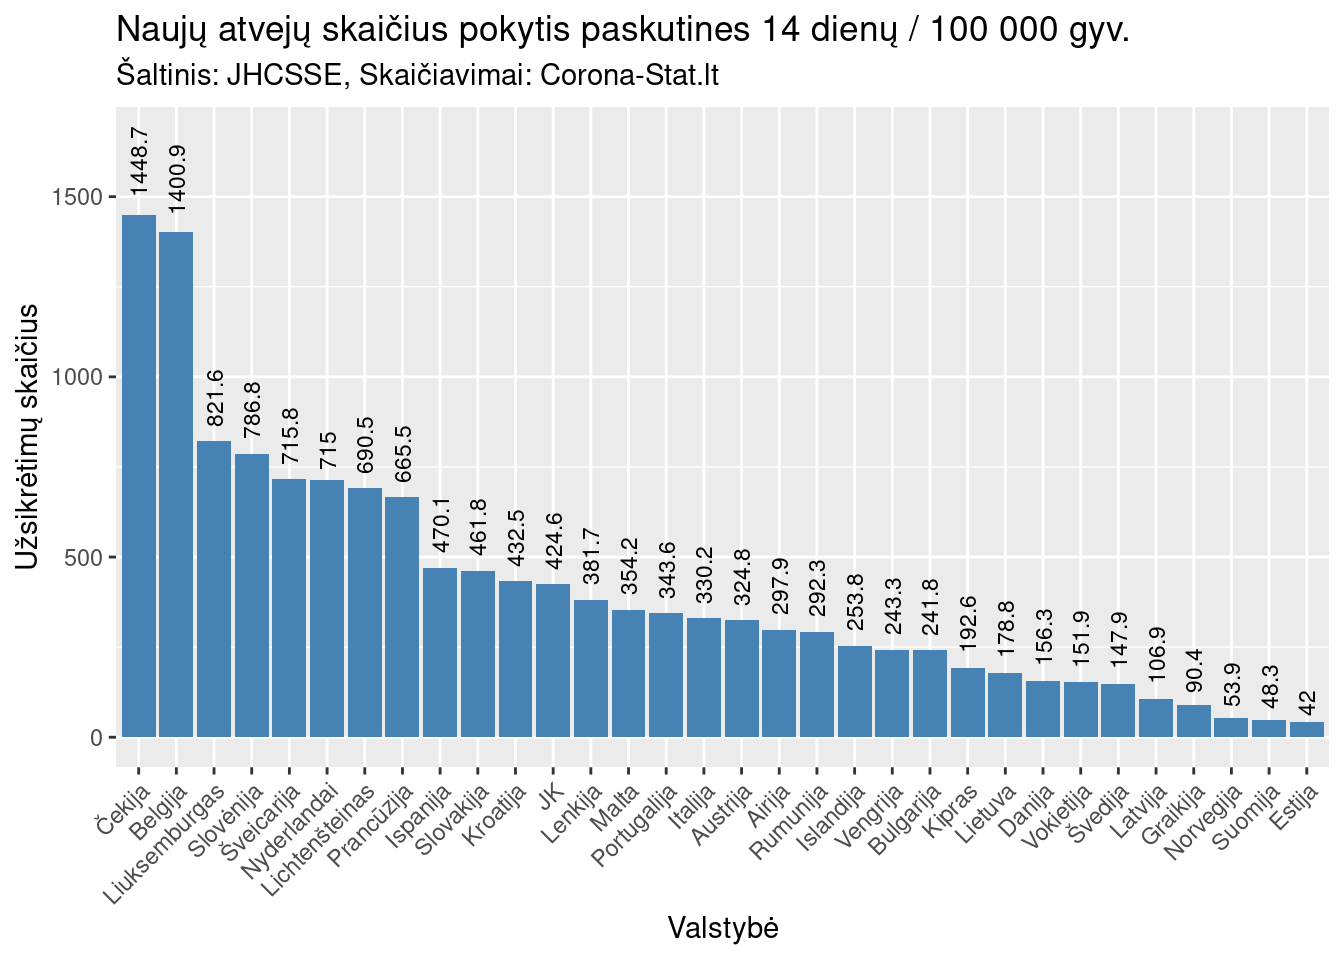 Naujų atvejų skaičius pokytis paskutines 14 dienų / 100 000 gyv.
Šaltinis: JHCSSE, Skaičiavimai: Corona-Stat.lt
Užsikrėtimų skaičius
1500
1000
500
0
1448.7
1400.9
821.6
786.8
715.8
715
690.5
665.5
470.1
461.8
432.5
424.6
381.7
354.2
343.6
330.2
324.8
297.9
292.3
253.8
243.3
241.8
192.6
178.8
156.3
151.9
147.9
106.9
90.4
53.9
48.3
42
Čekija
Belgija
Liuksemburgas
Slovėnija
Šveicarija
Nyderlandai
Lichtenšteinas
Prancūzija
Ispanija
Slovakija
Kroatija
JK
Lenkija
Malta
Portugalija
Italija
Austrija
Airija
Rumunija
Islandija
Vengrija
Bulgarija
Kipras
Lietuva
Danija
Vokietija
Švedija
Latvija
Graikija
Norvegija
Suomija
Estija
Valstybė